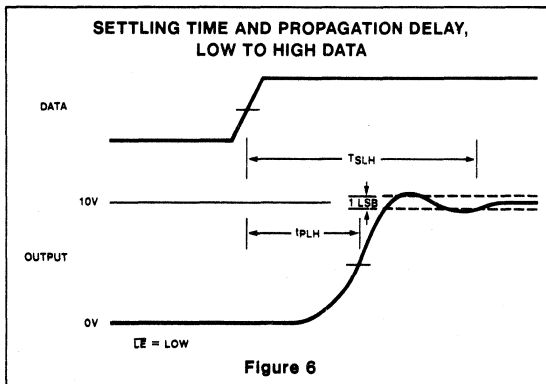 SETTLING TIME AND PROPAGATION DELAY,
LOW TO HIGH DATA
DATA
TSLH
10V
1 LSB
tPLH
OUTPUT
0V
LE = LOW
Figure 6